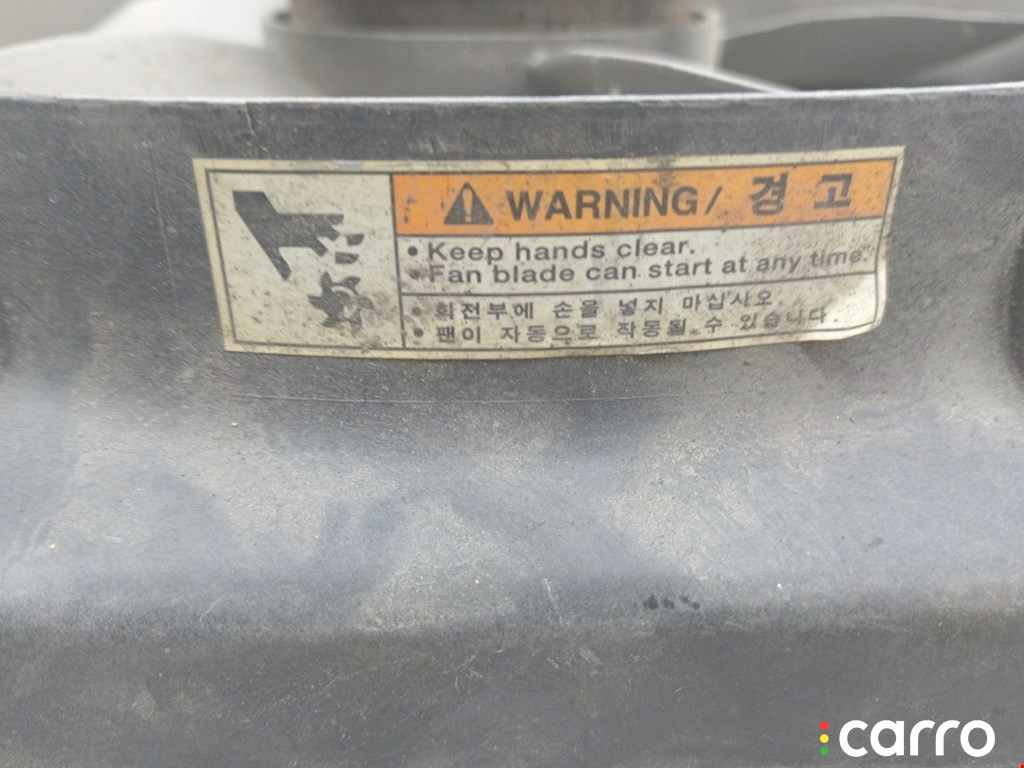 WARNING / 경 고
• Keep hands clear.
• Fan blade can start at any time.
• 회전부에 손을 넣지 마십시오.
• 팬이 자동으로 작동될 수 있습니다.
carro